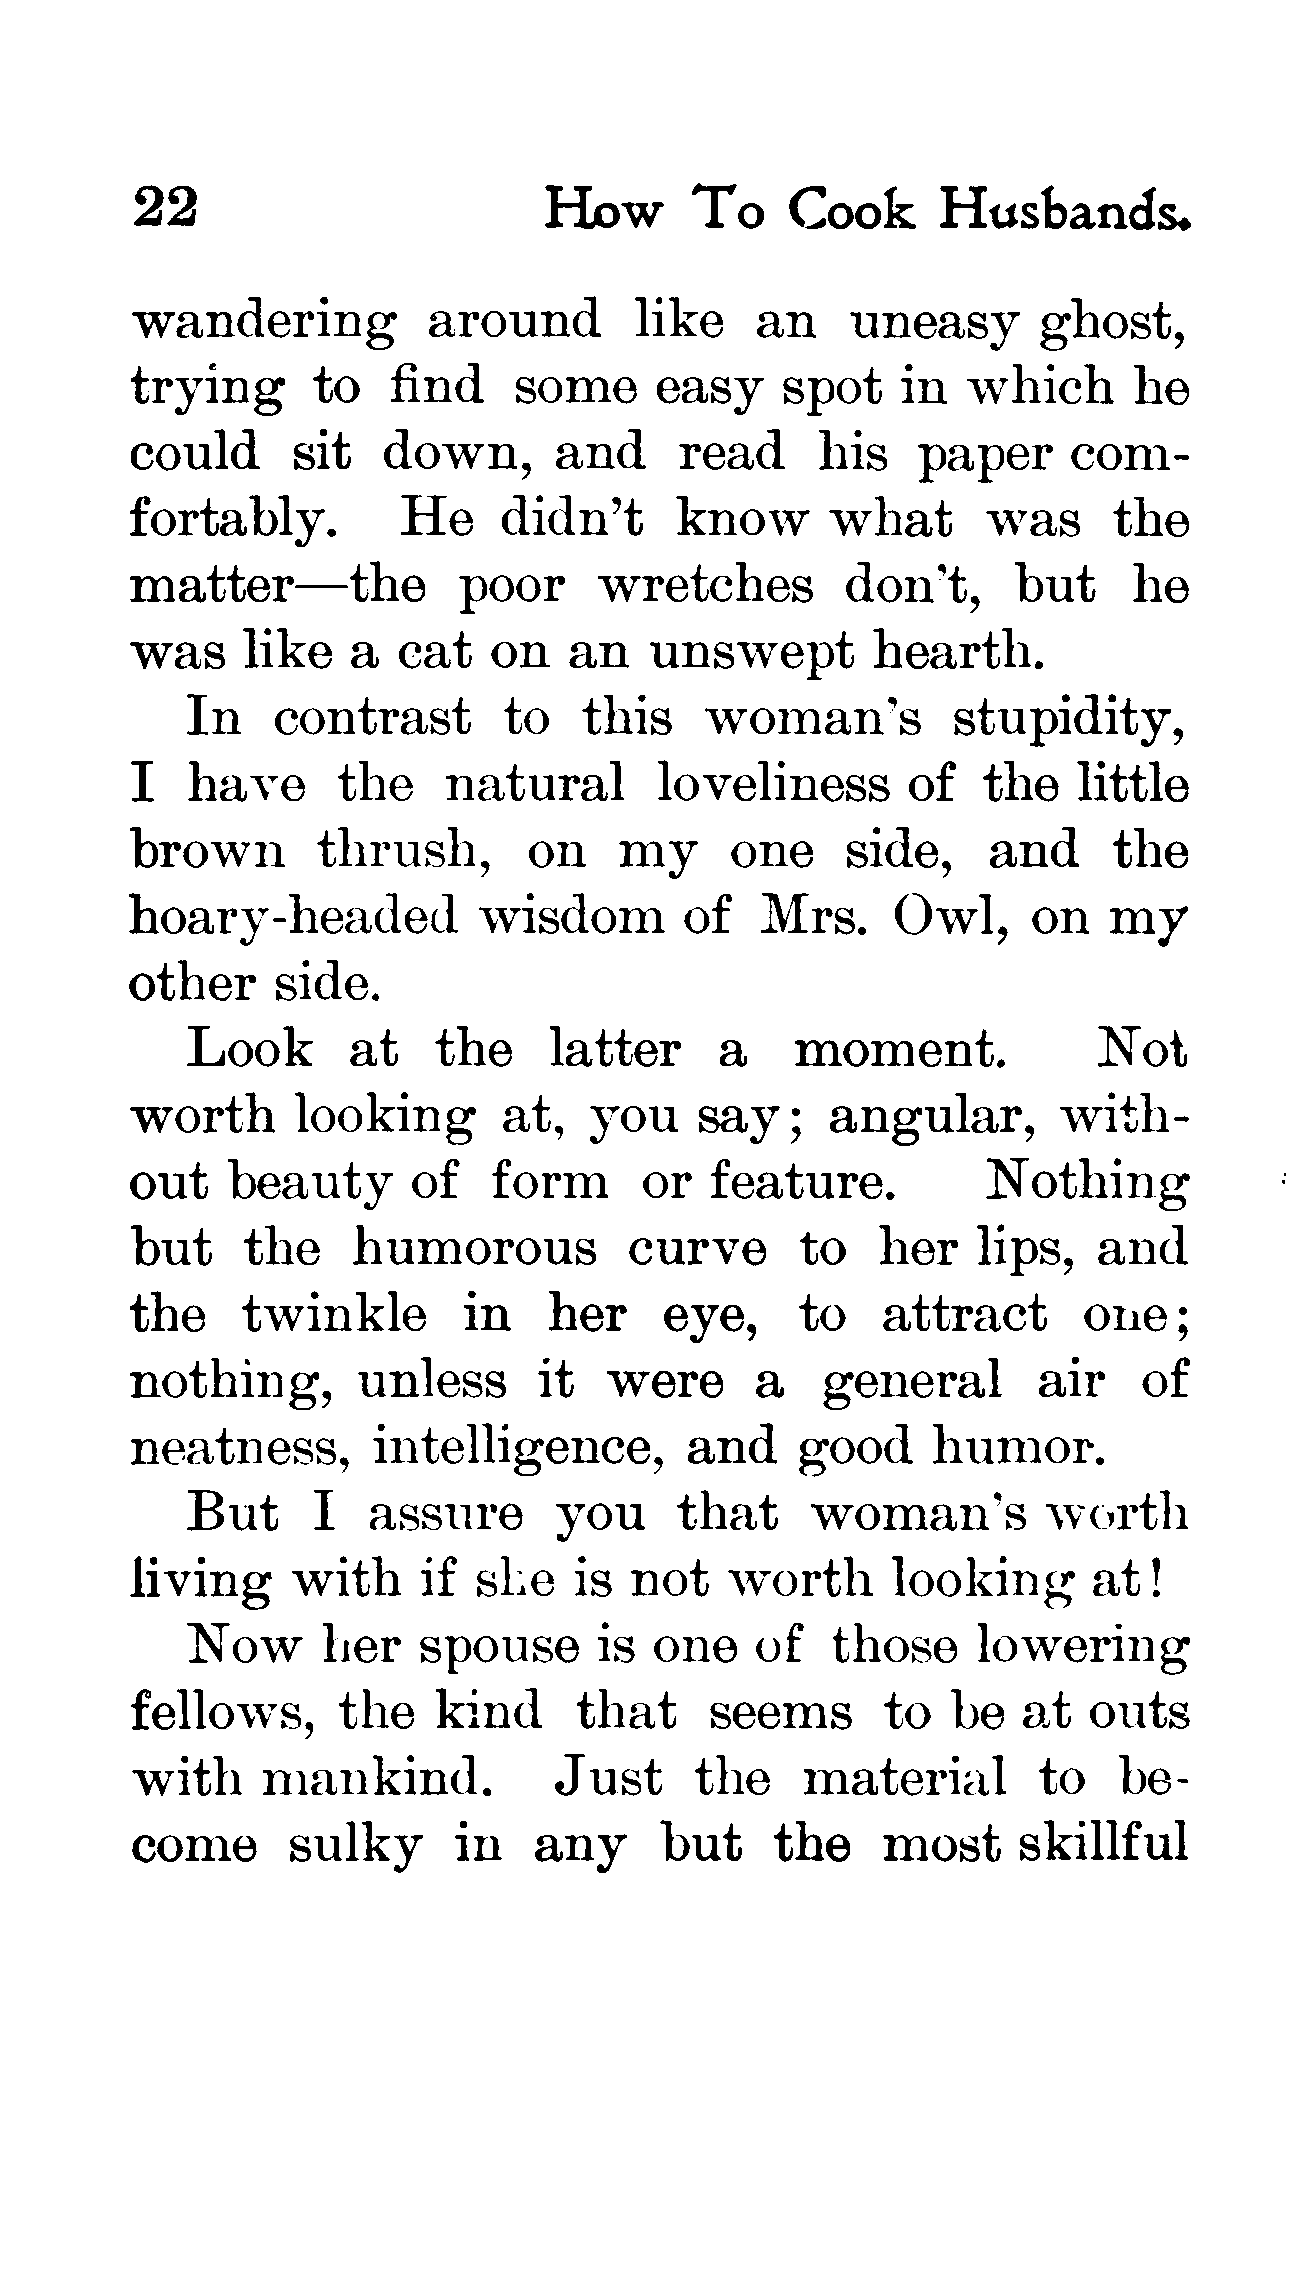 22 How To Cook Husbands.
wandering around like an uneasy ghost,
trying to find some easy spot in which he
could sit down, and read his paper com-
fortably. He didn't know what was the
matter—the poor wretches don't, but he
was like a cat on an unswept hearth.
In contrast to this woman's stupidity,
I have the natural loveliness of the little
brown thrush, on my one side, and the
hoary-headed wisdom of Mrs. Owl, on my
other side.
Look at the latter a moment. Not
worth looking at, you say; angular, with-
out beauty of form or feature. Nothing
but the humorous curve to her lips, and
the twinkle in her eye, to attract one;
nothing, unless it were a general air of
neatness, intelligence, and good humor.
But I assure you that woman's worth
living with if she is not worth looking at!
Now her spouse is one of those lowering
fellows, the kind that seems to be at outs
with mankind. Just the material to be-
come sulky in any but the most skillful